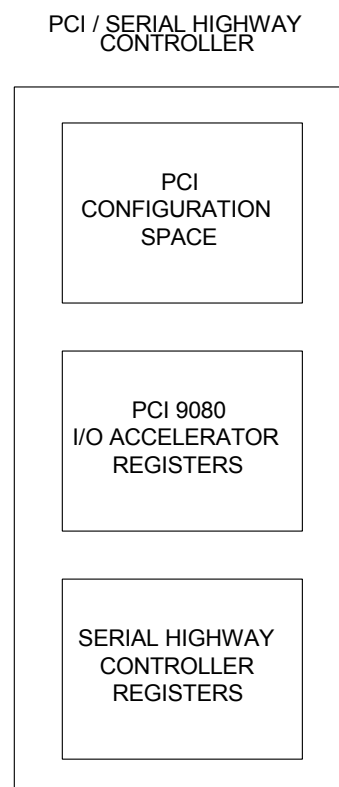 PCI / SERIAL HIGHWAY
CONTROLLER
PCI
CONFIGURATION
SPACE
PCI 9080
I/O ACCELERATOR
REGISTERS
SERIAL HIGHWAY
CONTROLLER
REGISTERS